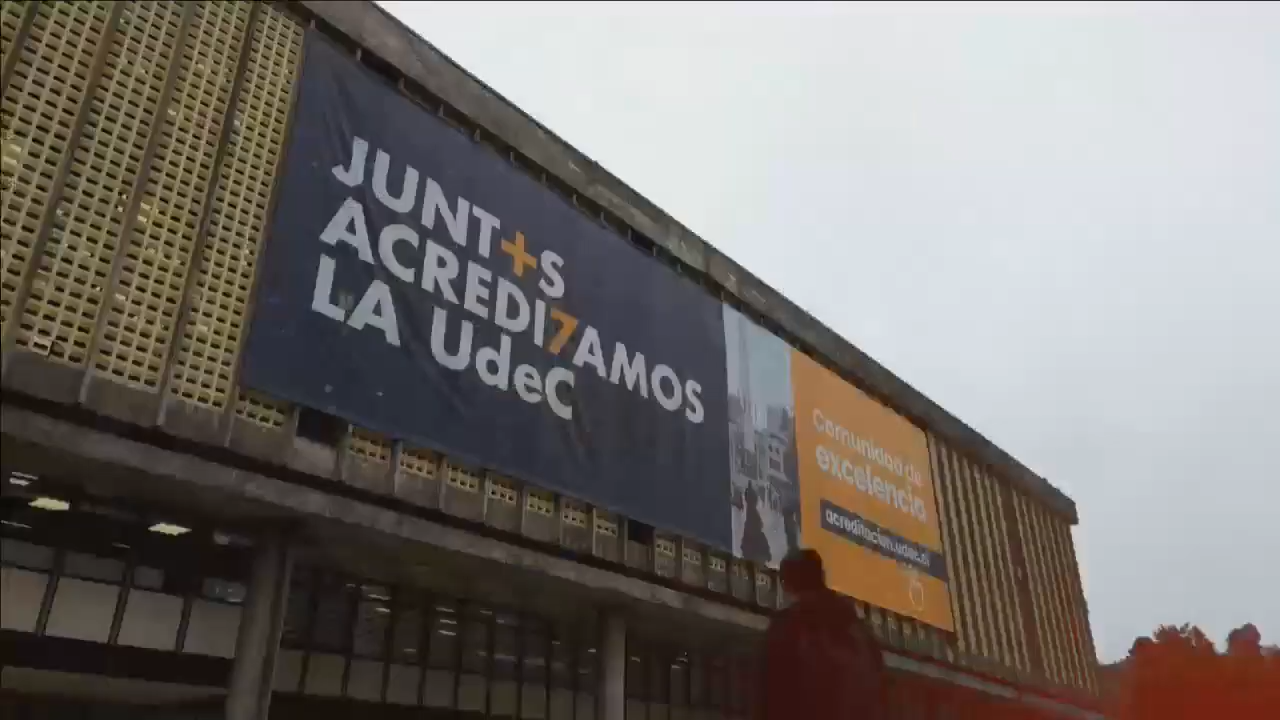 JUNT+S
ACREDI7AMOS
LA UdeC
Comunidad de
excelencia
acreditacion.udec.cl